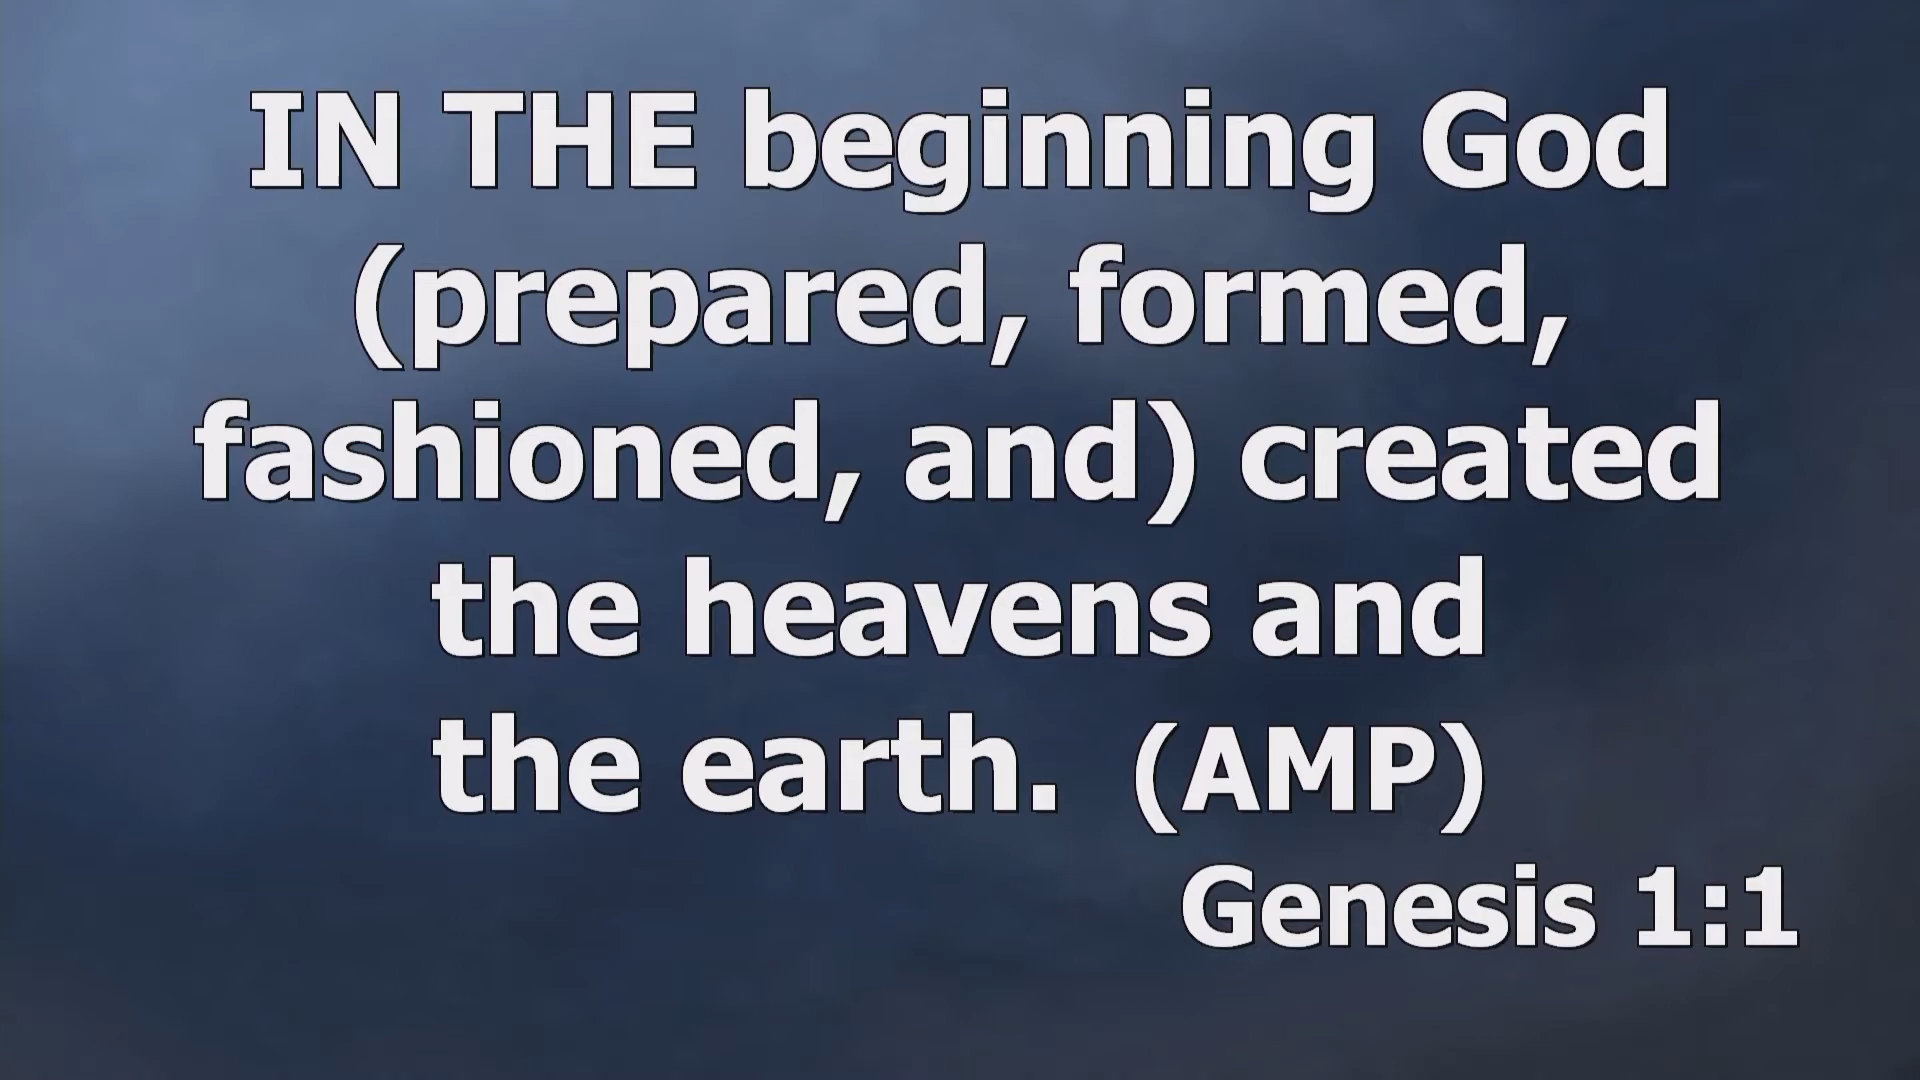 IN THE beginning God
(prepared, formed,
fashioned, and) created
the heavens and
the earth. (AMP)
Genesis 1:1